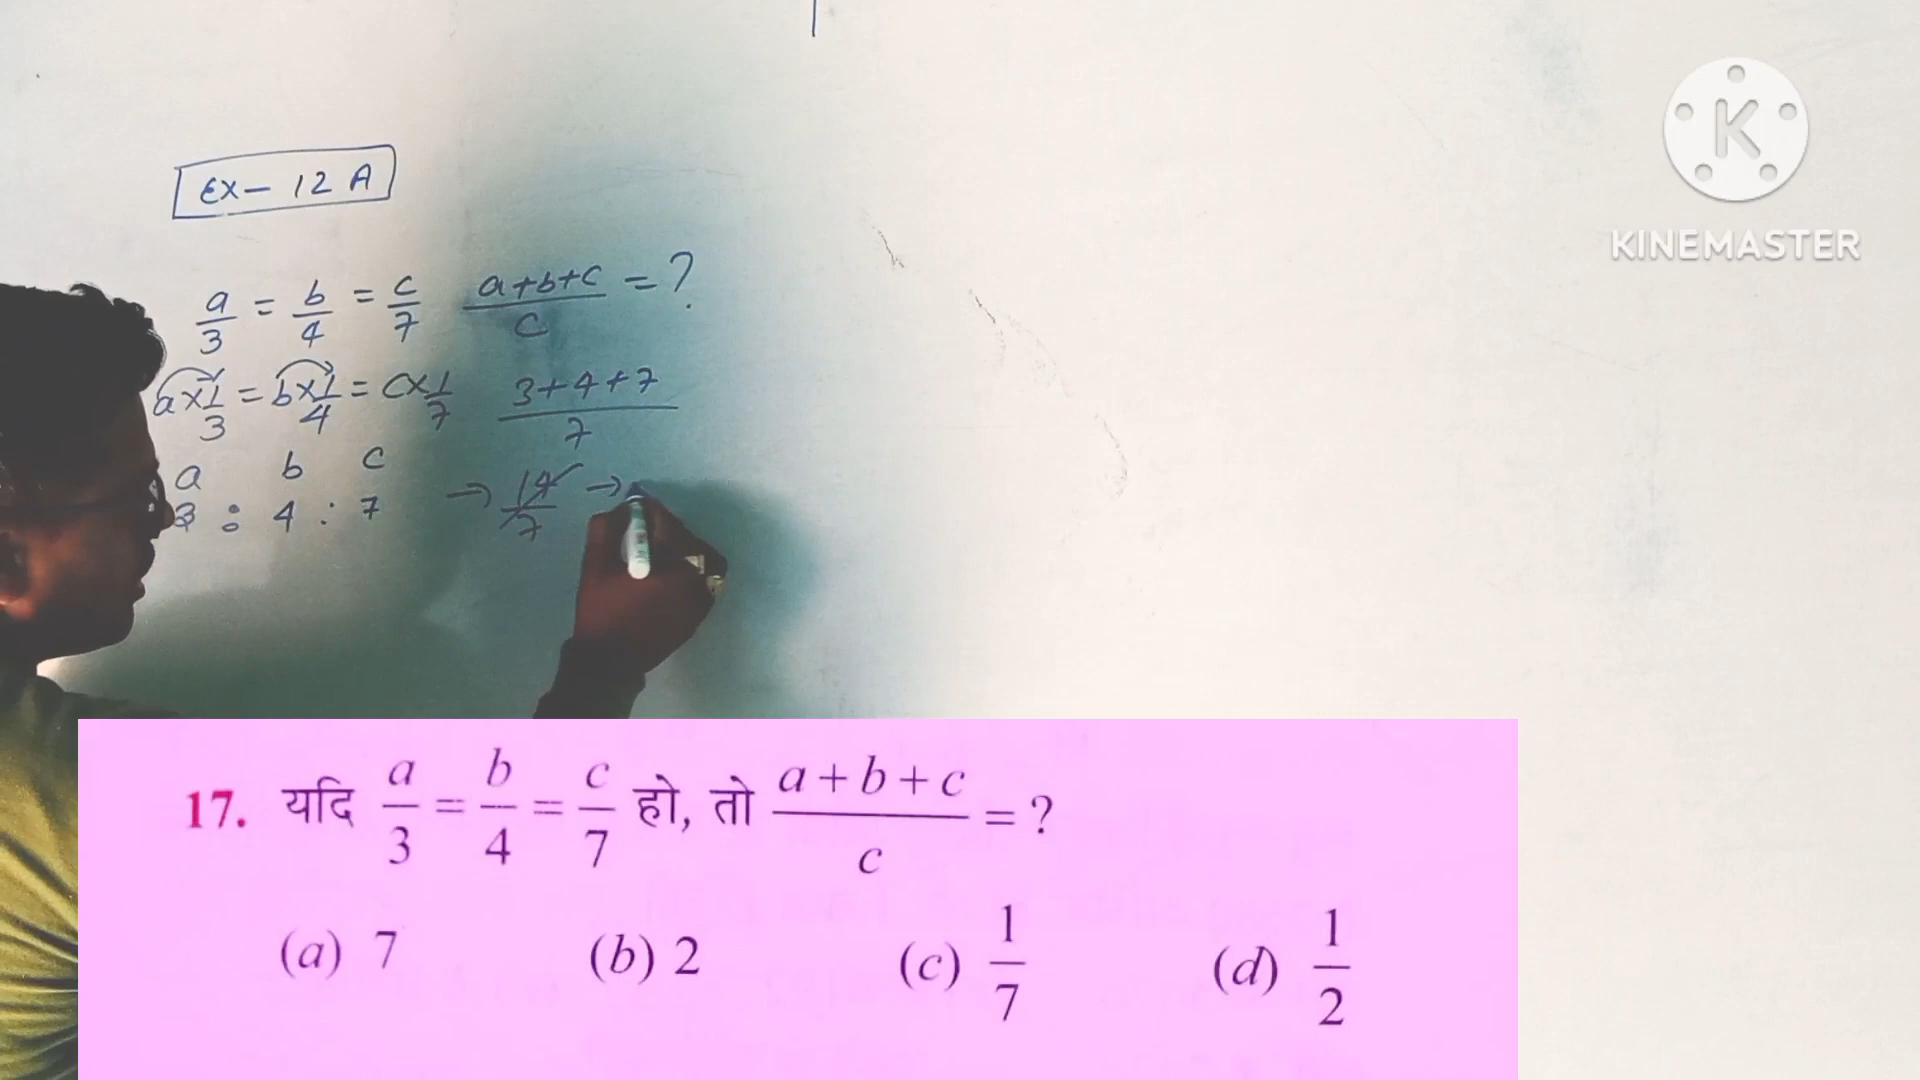 EX- 12 A
a/3 = b/4 = c/7 (a+b+c)/c = ?
a×1/3 = b×1/4 = c×1/7 (3+4+7)/7
a b c
3 : 4 : 7 → 14/7 →
K
KINEMASTER
17. यदि a/3 = b/4 = c/7 हो, तो (a+b+c)/c = ?
(a) 7 (b) 2 (c) 1/7 (d) 1/2